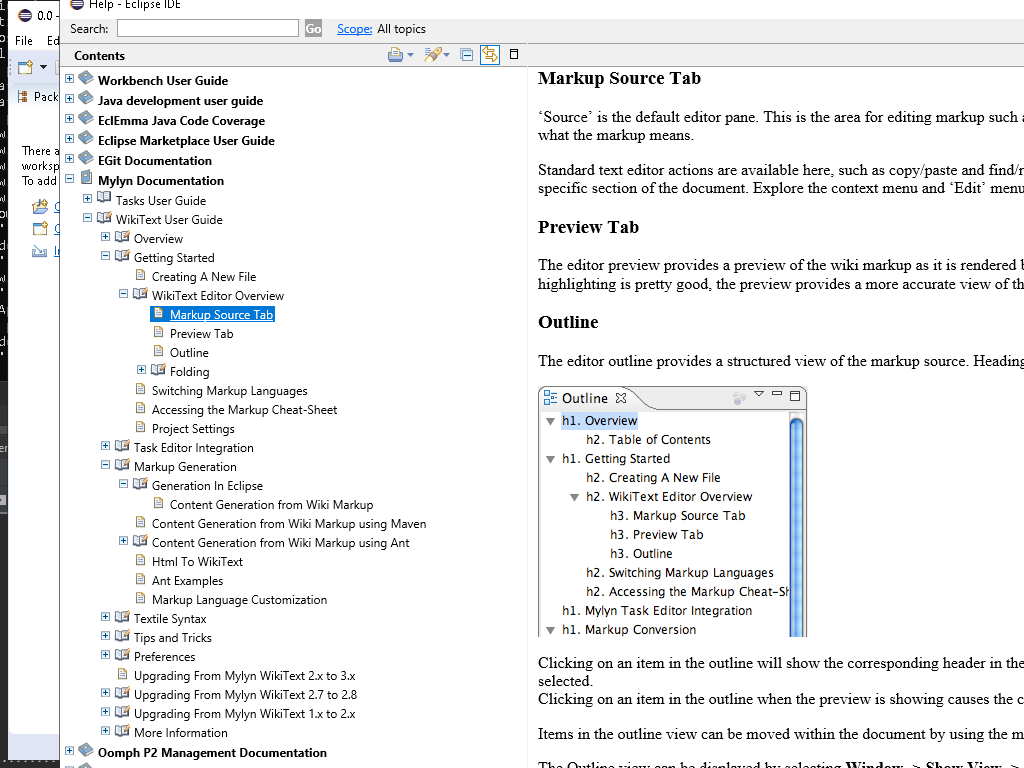 Help - Eclipse IDE
0.0 -
File Ed
Search: Go Scope: All topics
Contents
Pack
There a
worksp
To add
Workbench User Guide
Java development user guide
EclEmma Java Code Coverage
Eclipse Marketplace User Guide
EGit Documentation
Mylyn Documentation
Tasks User Guide
WikiText User Guide
Overview
Getting Started
Creating A New File
WikiText Editor Overview
Markup Source Tab
Preview Tab
Outline
Folding
Switching Markup Languages
Accessing the Markup Cheat-Sheet
Project Settings
Task Editor Integration
Markup Generation
Generation In Eclipse
Content Generation from Wiki Markup
Content Generation from Wiki Markup using Maven
Content Generation from Wiki Markup using Ant
Html To WikiText
Ant Examples
Markup Language Customization
Textile Syntax
Tips and Tricks
Preferences
Upgrading From Mylyn WikiText 2.x to 3.x
Upgrading From Mylyn WikiText 2.7 to 2.8
Upgrading From Mylyn WikiText 1.x to 2.x
More Information
Oomph P2 Management Documentation
Markup Source Tab
‘Source’ is the default editor pane. This is the area for editing markup such
what the markup means.
Standard text editor actions are available here, such as copy/paste and find/r
specific section of the document. Explore the context menu and ‘Edit’ menu
Preview Tab
The editor preview provides a preview of the wiki markup as it is rendered
highlighting is pretty good, the preview provides a more accurate view of th
Outline
The editor outline provides a structured view of the markup source. Heading
Outline
h1. Overview
h2. Table of Contents
h1. Getting Started
h2. Creating A New File
h2. WikiText Editor Overview
h3. Markup Source Tab
h3. Preview Tab
h3. Outline
h2. Switching Markup Languages
h2. Accessing the Markup Cheat-Sh
h1. Mylyn Task Editor Integration
h1. Markup Conversion
Clicking on an item in the outline will show the corresponding header in the
selected.
Clicking on an item in the outline when the preview is showing causes the c
Items in the outline view can be moved within the document by using the m
The Outline view can be displayed by selecting Window -> Show View ->